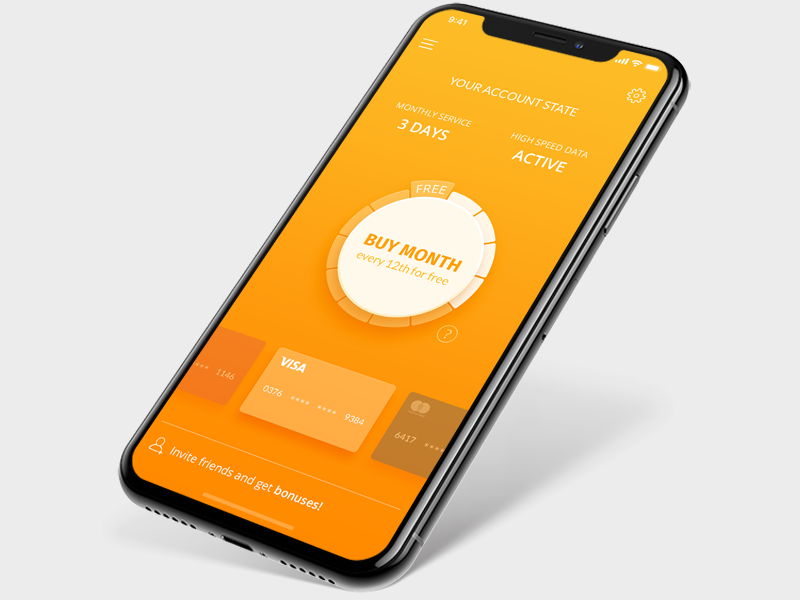 9:41
YOUR ACCOUNT STATE
MONTHLY SERVICE
3 DAYS
HIGH SPEED DATA
ACTIVE
FREE
BUY MONTH
every 12th for free
?
**** 1146
VISA
0376 **** **** 9384
6417 ****
Invite friends and get bonuses!